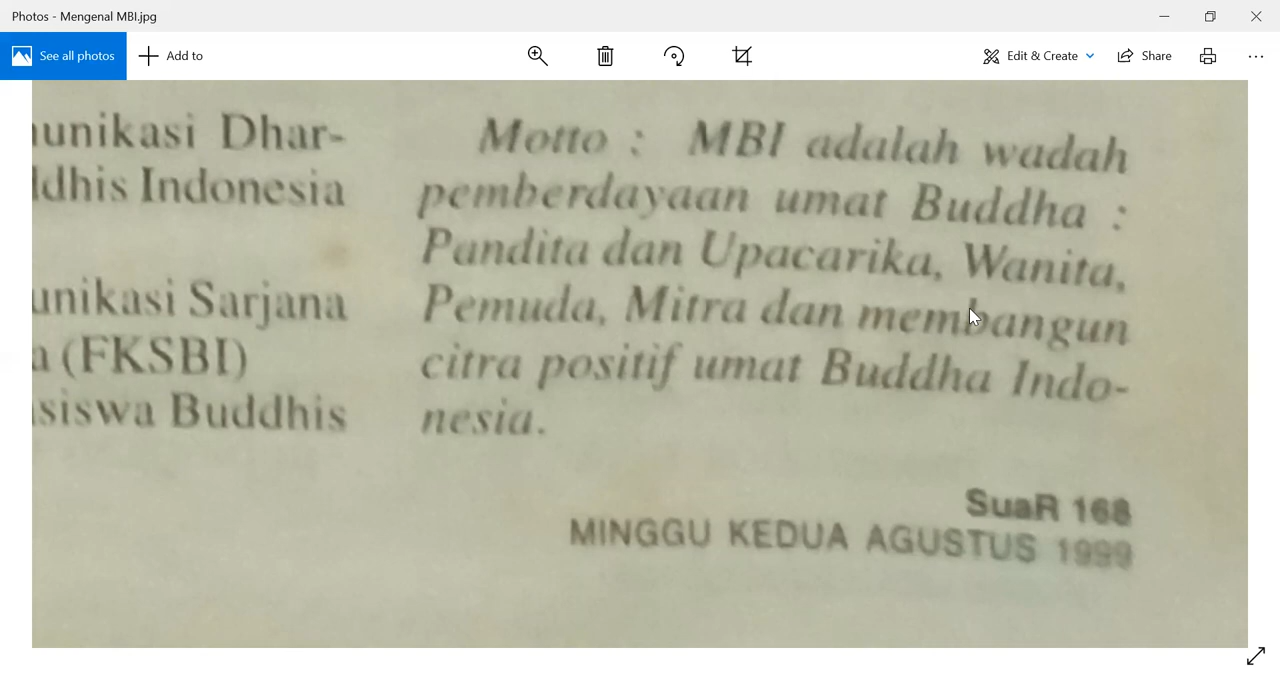 Photos - Mengenal MBI.jpg
See all photos
Add to
Edit & Create
Share
unikasi Dhar-
dhis Indonesia
unikasi Sarjana
a (FKSBI)
siswa Buddhis
Motto : MBI adalah wadah
pemberdayaan umat Buddha :
Pandita dan Upacarika, Wanita,
Pemuda, Mitra dan membangun
citra positif umat Buddha Indo-
nesia.
SuaR 168
MINGGU KEDUA AGUSTUS 1999